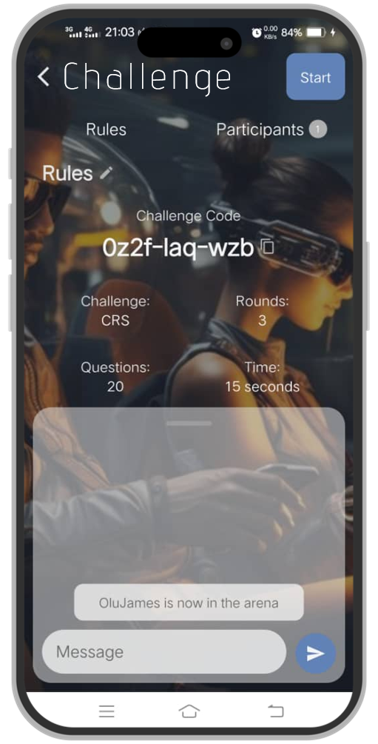 3G 4G 21:03 0.00 KB/s 84%
Challenge
Start
Rules Participants 1
Rules
Challenge Code
0z2f-laq-wzb
Challenge: Rounds:
CRS 3
Questions: Time:
20 15 seconds
OluJames is now in the arena
Message